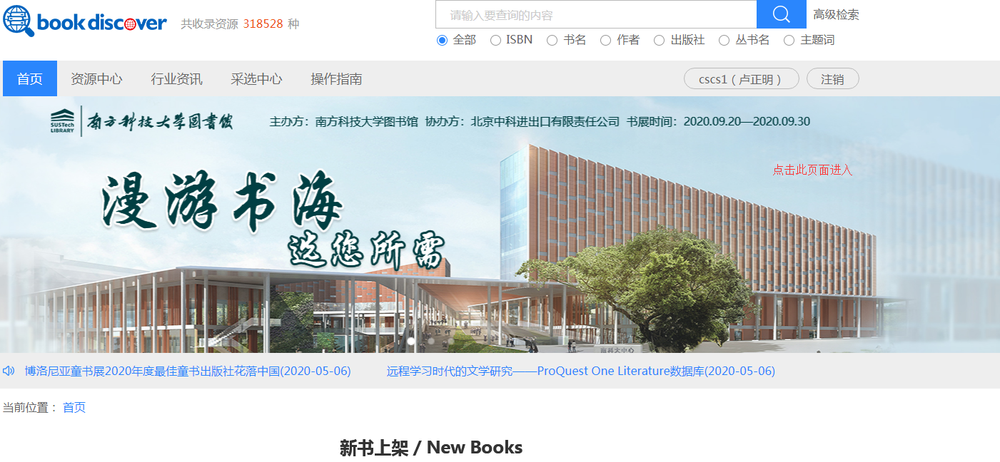 book discover 共收录资源 318528 种
请输入要查询的内容
高级检索
全部 ISBN 书名 作者 出版社 丛书名 主题词
首页 资源中心 行业资讯 采选中心 操作指南 cscs1 ( 卢正明 ) 注销
SUSTech
LIBRARY
南方科技大学图书馆
主办方：南方科技大学图书馆 协办方：北京中科进出口有限责任公司 书展时间：2020.09.20—2020.09.30
点击此页面进入
漫游书海
选您所需
博洛尼亚童书展2020年度最佳童书出版社花落中国(2020-05-06) 远程学习时代的文学研究——ProQuest One Literature数据库(2020-05-06)
当前位置： 首页
新书上架 / New Books